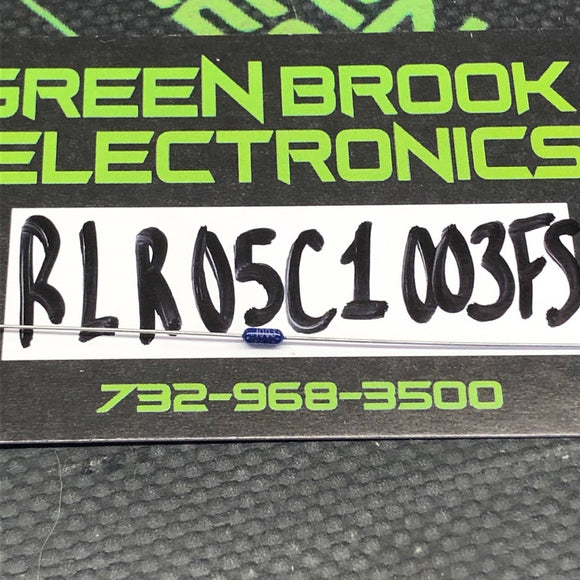 GREEN BROOK
ELECTRONICS
RLR05C1003FS
732-968-3500